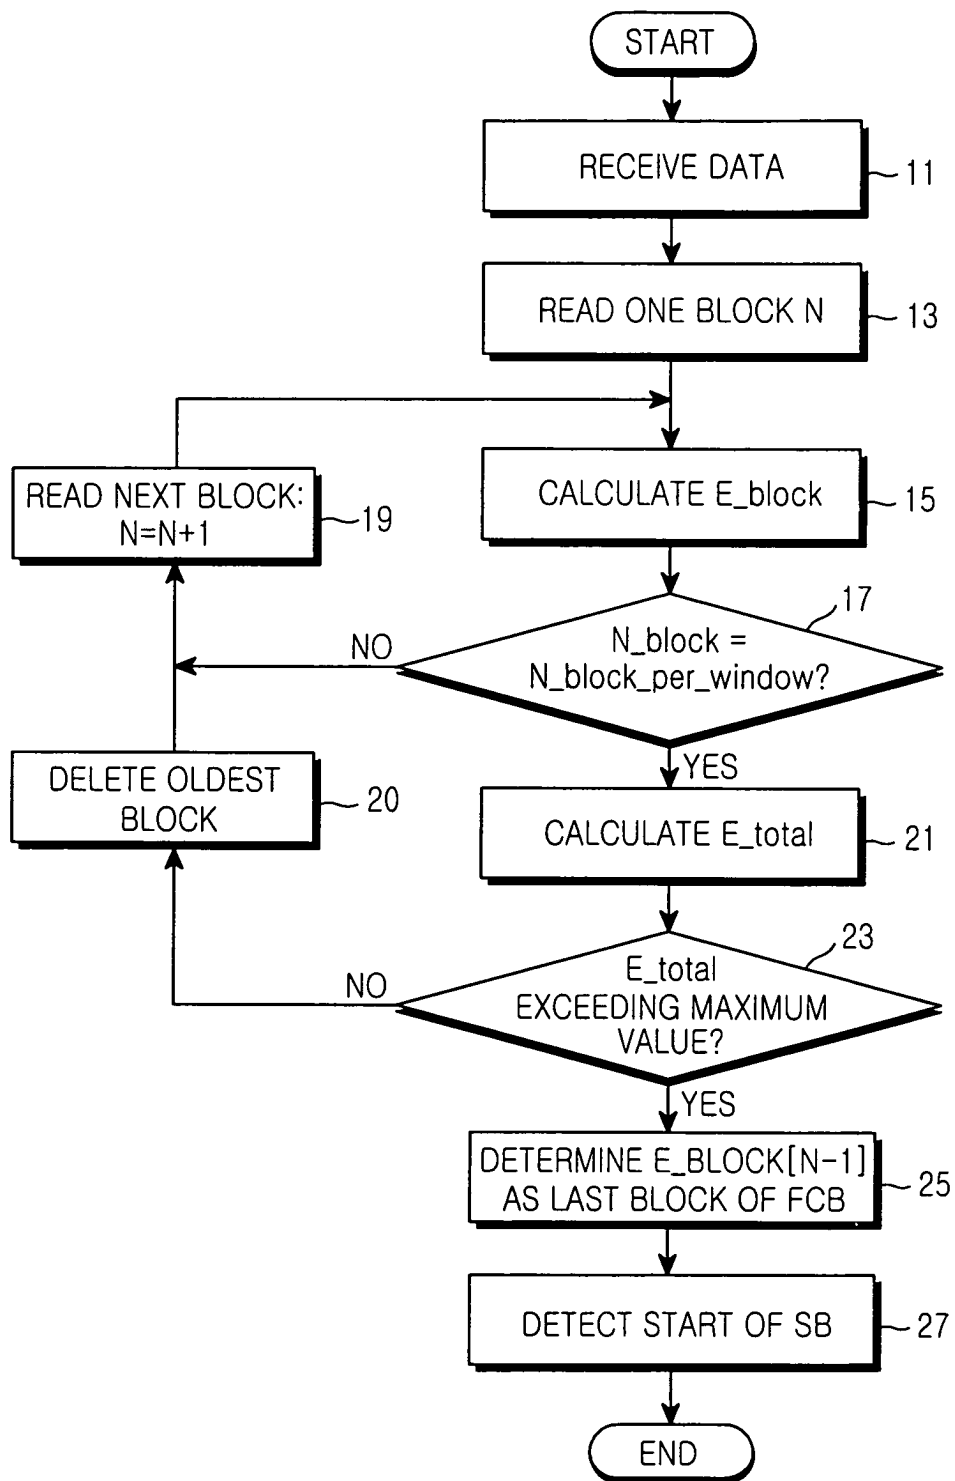 START
RECEIVE DATA
11
READ ONE BLOCK N
13
READ NEXT BLOCK:
N=N+1
19
CALCULATE E_block
15
17
N_block =
N_block_per_window?
NO
YES
DELETE OLDEST
BLOCK
20
CALCULATE E_total
21
23
E_total
EXCEEDING MAXIMUM
VALUE?
NO
YES
DETERMINE E_BLOCK[N-1]
AS LAST BLOCK OF FCB
25
DETECT START OF SB
27
END